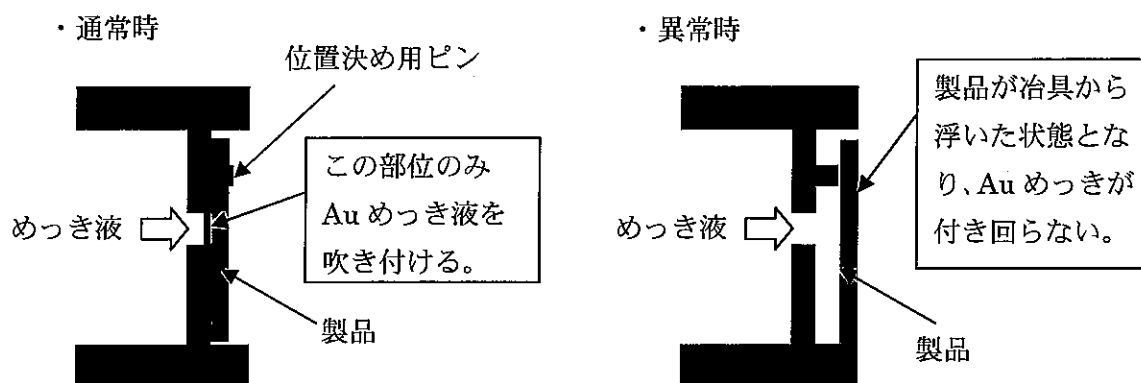 ・通常時
位置決め用ピン
この部位のみ
Au めっき液を
吹き付ける。
めっき液
製品
・異常時
製品が冶具から
浮いた状態とな
り、Au めっきが
付き回らない。
めっき液
製品